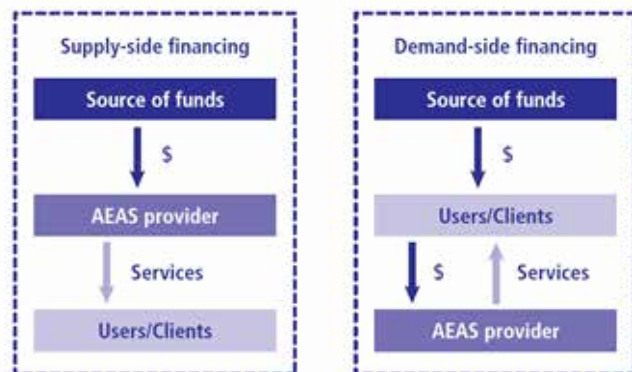 Supply-side financing
Source of funds
$
AEAS provider
Services
Users/Clients
Demand-side financing
Source of funds
$
Users/Clients
$ Services
AEAS provider